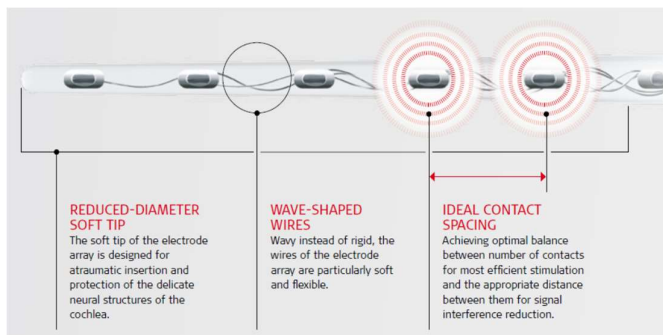 REDUCED-DIAMETER
SOFT TIP
The soft tip of the electrode
array is designed for
atraumatic insertion and
protection of the delicate
neural structures of the
cochlea.
WAVE-SHAPED
WIRES
Wavy instead of rigid, the
wires of the electrode
array are particularly soft
and flexible.
IDEAL CONTACT
SPACING
Achieving optimal balance
between number of contacts
for most efficient stimulation
and the appropriate distance
between them for signal
interference reduction.